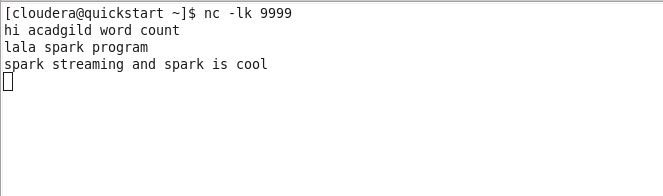 [cloudera@quickstart ~]$ nc -lk 9999
hi acadgild word count
lala spark program
spark streaming and spark is cool